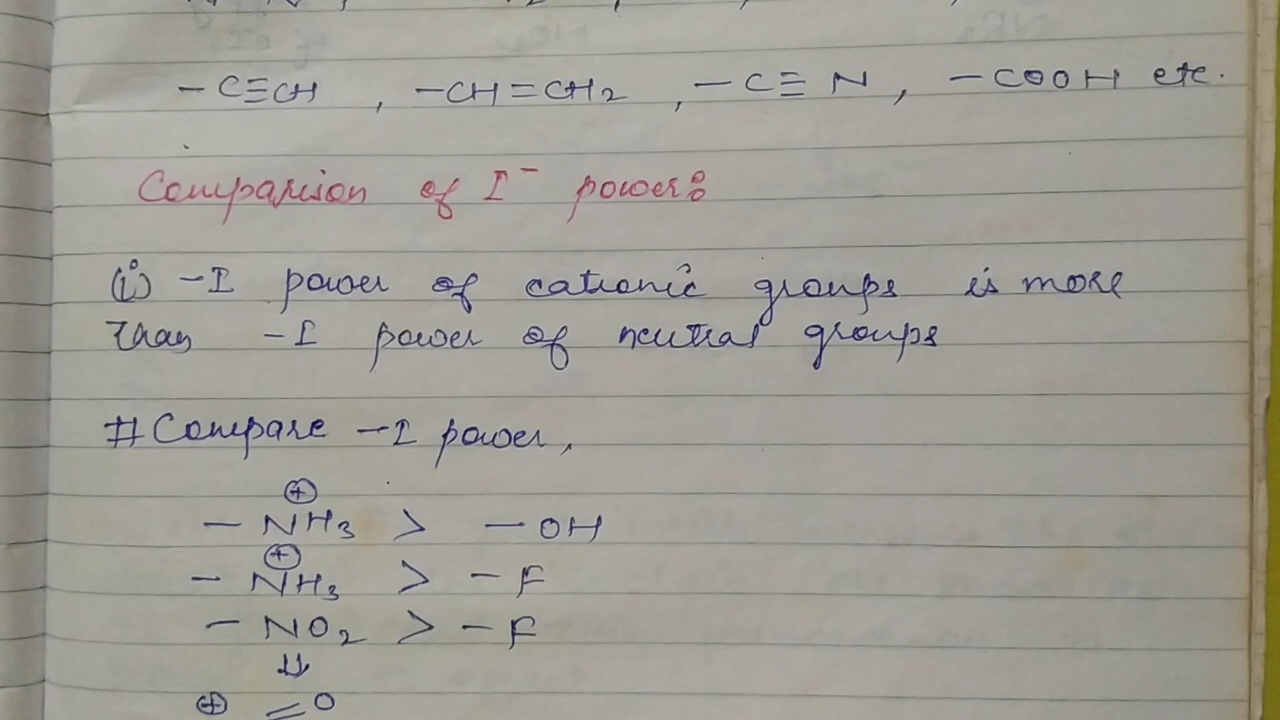 -C≡CH , -CH=CH₂ , -C≡N , -COOH etc.
Comparison of I⁻ power:
(i) -I power of cationic groups is more
than -I power of neutral groups
# Compare -I power,
⊕
- NH₃ > - OH
⊕
- NH₃ > - F
- NO₂ > - F
⇓
⊕ = O